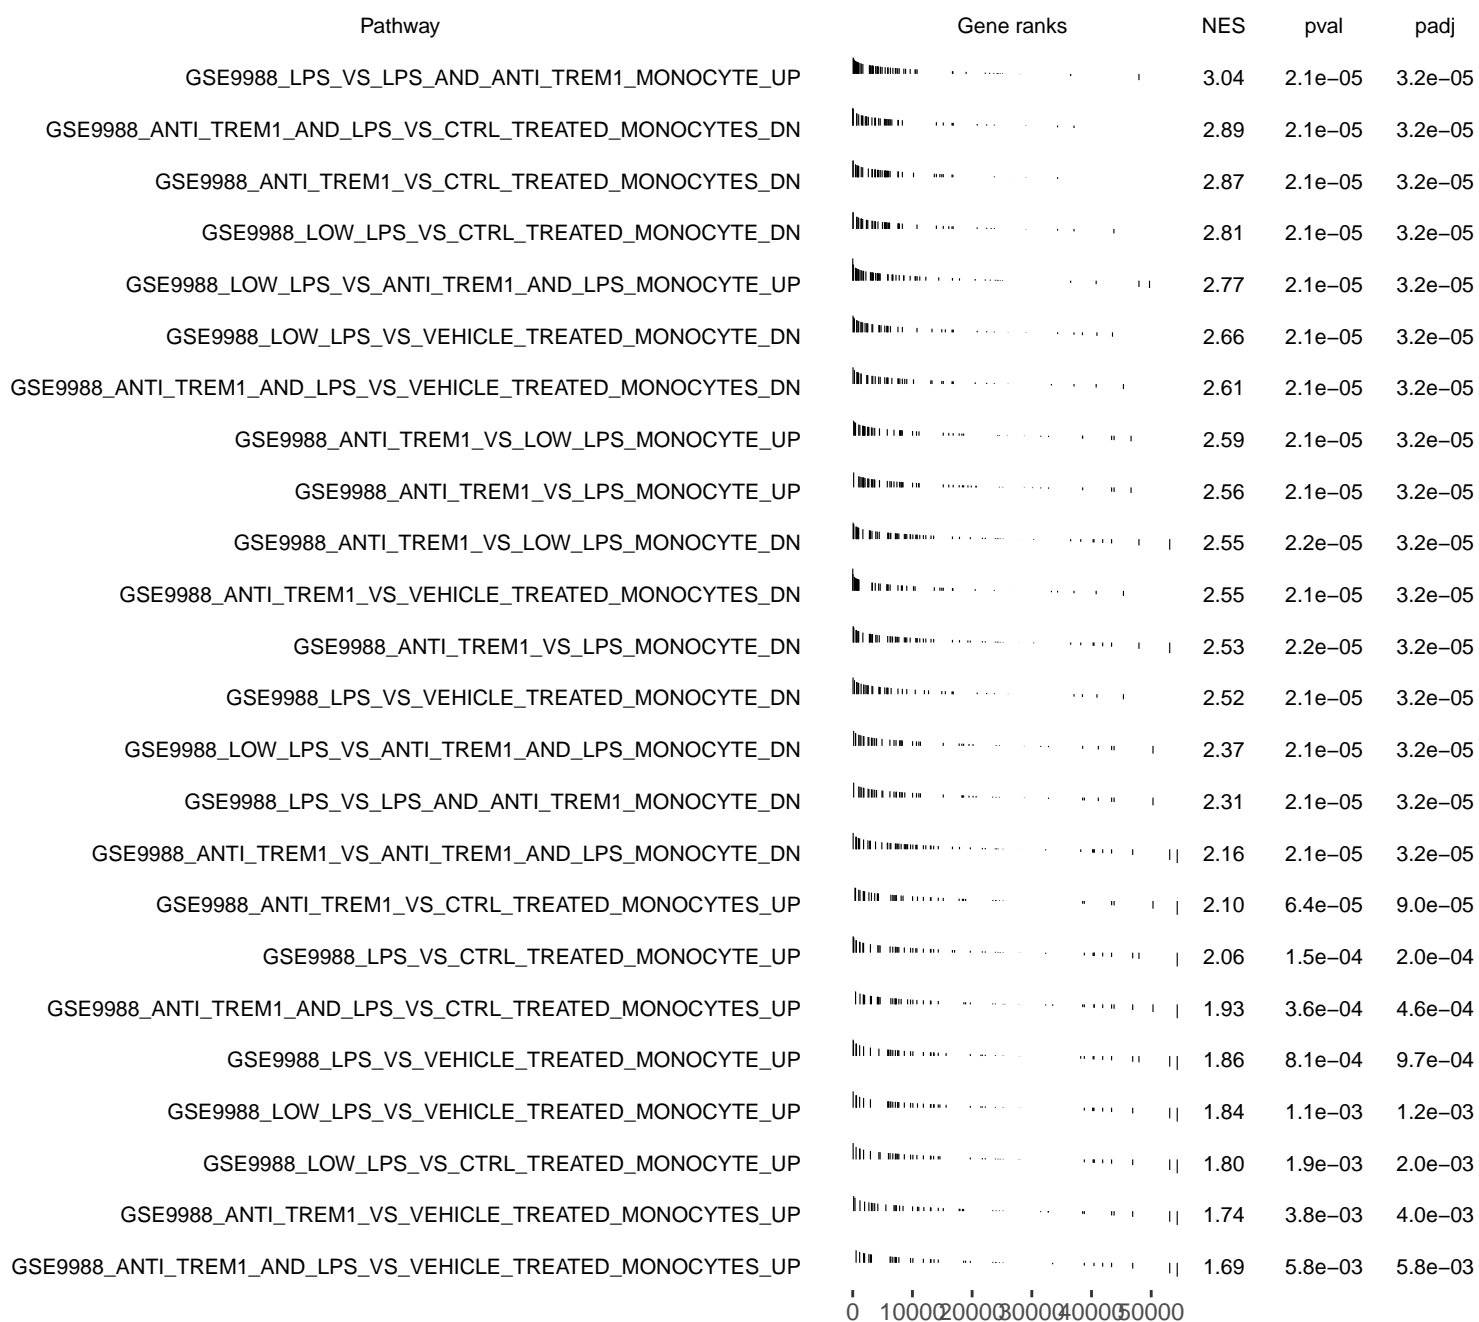 Pathway Gene ranks NES pval padj
GSE9988_LPS_VS_LPS_AND_ANTI_TREM1_MONOCYTE_UP 3.04 2.1e−05 3.2e−05
GSE9988_ANTI_TREM1_AND_LPS_VS_CTRL_TREATED_MONOCYTES_DN 2.89 2.1e−05 3.2e−05
GSE9988_ANTI_TREM1_VS_CTRL_TREATED_MONOCYTES_DN 2.87 2.1e−05 3.2e−05
GSE9988_LOW_LPS_VS_CTRL_TREATED_MONOCYTE_DN 2.81 2.1e−05 3.2e−05
GSE9988_LOW_LPS_VS_ANTI_TREM1_AND_LPS_MONOCYTE_UP 2.77 2.1e−05 3.2e−05
GSE9988_LOW_LPS_VS_VEHICLE_TREATED_MONOCYTE_DN 2.66 2.1e−05 3.2e−05
GSE9988_ANTI_TREM1_AND_LPS_VS_VEHICLE_TREATED_MONOCYTES_DN 2.61 2.1e−05 3.2e−05
GSE9988_ANTI_TREM1_VS_LOW_LPS_MONOCYTE_UP 2.59 2.1e−05 3.2e−05
GSE9988_ANTI_TREM1_VS_LPS_MONOCYTE_UP 2.56 2.1e−05 3.2e−05
GSE9988_ANTI_TREM1_VS_LOW_LPS_MONOCYTE_DN 2.55 2.2e−05 3.2e−05
GSE9988_ANTI_TREM1_VS_VEHICLE_TREATED_MONOCYTES_DN 2.55 2.1e−05 3.2e−05
GSE9988_ANTI_TREM1_VS_LPS_MONOCYTE_DN 2.53 2.2e−05 3.2e−05
GSE9988_LPS_VS_VEHICLE_TREATED_MONOCYTE_DN 2.52 2.1e−05 3.2e−05
GSE9988_LOW_LPS_VS_ANTI_TREM1_AND_LPS_MONOCYTE_DN 2.37 2.1e−05 3.2e−05
GSE9988_LPS_VS_LPS_AND_ANTI_TREM1_MONOCYTE_DN 2.31 2.1e−05 3.2e−05
GSE9988_ANTI_TREM1_VS_ANTI_TREM1_AND_LPS_MONOCYTE_DN 2.16 2.1e−05 3.2e−05
GSE9988_ANTI_TREM1_VS_CTRL_TREATED_MONOCYTES_UP 2.10 6.4e−05 9.0e−05
GSE9988_LPS_VS_CTRL_TREATED_MONOCYTE_UP 2.06 1.5e−04 2.0e−04
GSE9988_ANTI_TREM1_AND_LPS_VS_CTRL_TREATED_MONOCYTES_UP 1.93 3.6e−04 4.6e−04
GSE9988_LPS_VS_VEHICLE_TREATED_MONOCYTE_UP 1.86 8.1e−04 9.7e−04
GSE9988_LOW_LPS_VS_VEHICLE_TREATED_MONOCYTE_UP 1.84 1.1e−03 1.2e−03
GSE9988_LOW_LPS_VS_CTRL_TREATED_MONOCYTE_UP 1.80 1.9e−03 2.0e−03
GSE9988_ANTI_TREM1_VS_VEHICLE_TREATED_MONOCYTES_UP 1.74 3.8e−03 4.0e−03
GSE9988_ANTI_TREM1_AND_LPS_VS_VEHICLE_TREATED_MONOCYTES_UP 1.69 5.8e−03 5.8e−03
0 10000 20000 30000 40000 50000